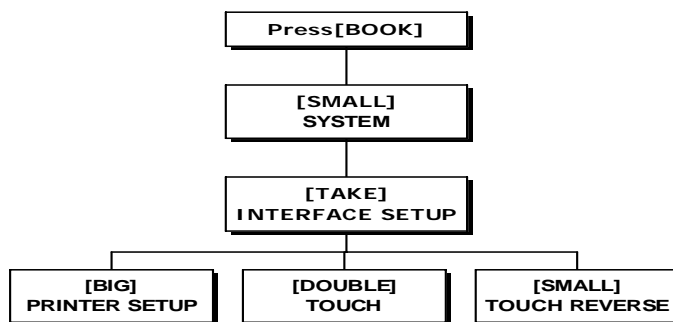 Press[BOOK]
[SMALL]
SYSTEM
[TAKE]
INTERFACE SETUP
[BIG]
PRINTER SETUP
[DOUBLE]
TOUCH
[SMALL]
TOUCH REVERSE